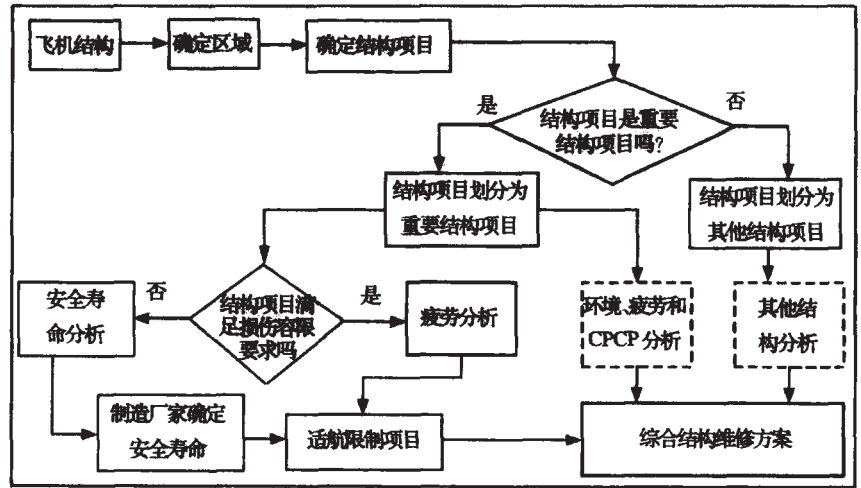 飞机结构
确定区域
确定结构项目
是
否
结构项目是重要
结构项目吗?
结构项目划分为
重要结构项目
结构项目划分为
其他结构项目
否
是
安全寿
命分析
结构项目满
足损伤容限
要求吗
疲劳分析
环境、疲劳和
CPCP 分析
其他结
构分析
制造厂家确定
安全寿命
适航限制项目
综合结构维修方案